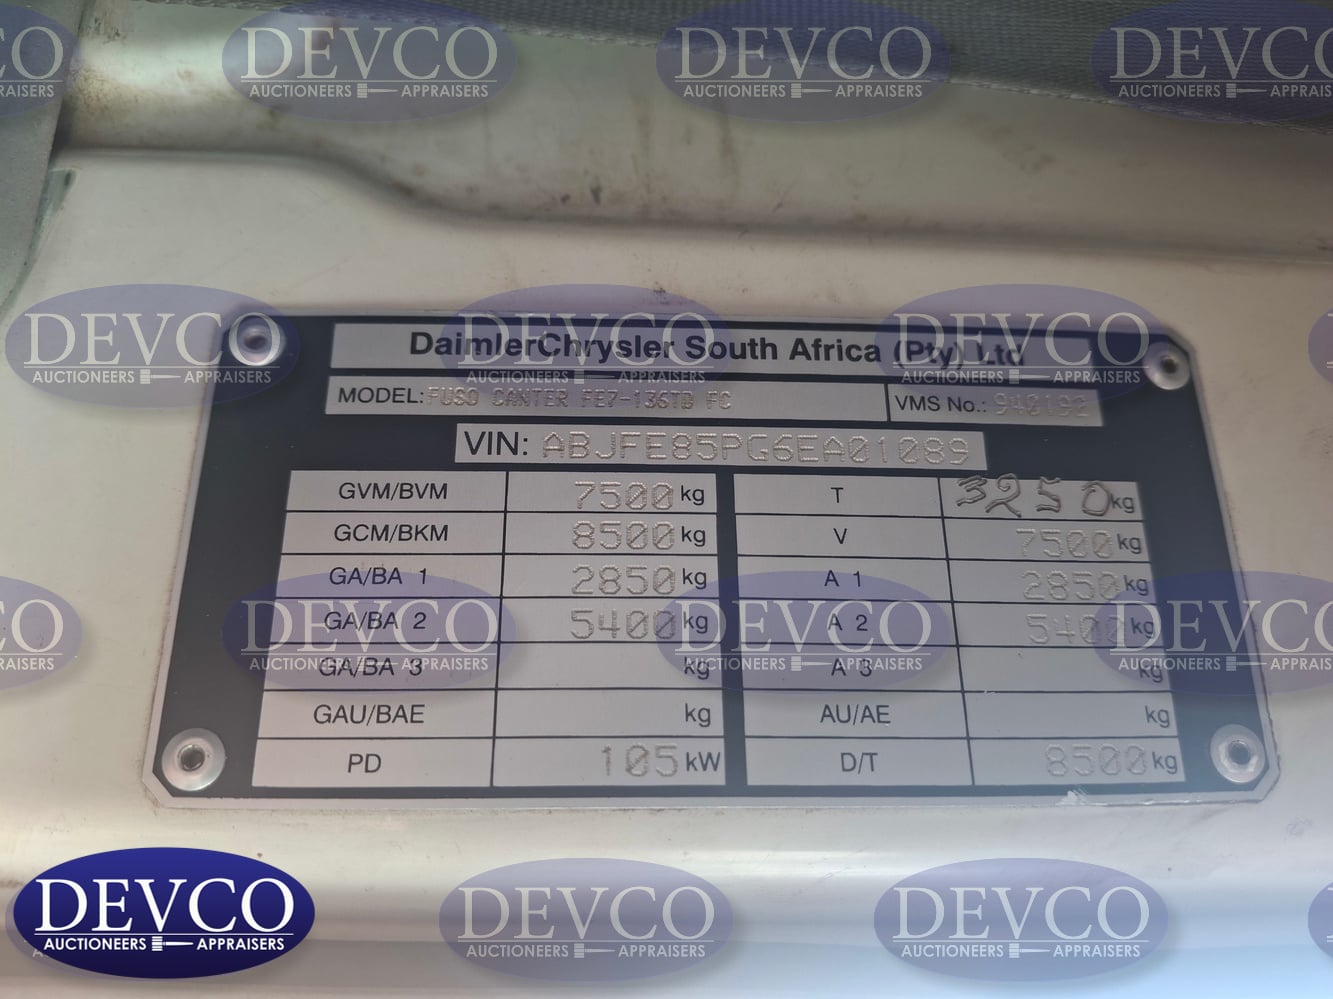 DaimlerChrysler South Africa (Pty) Ltd
MODEL: FUSO CANTER FE7-136TD FC VMS No.: 940192
VIN: ABJFE85PG6EA01089
GVM/BVM 7500 kg T 3250 kg
GCM/BKM 8500 kg V 7500 kg
GA/BA 1 2850 kg A 1 2850 kg
GA/BA 2 5400 kg A 2 5400 kg
GA/BA 3 kg A 3 kg
GAU/BAE kg AU/AE kg
PD 105 kW D/T 8500 kg
DEVCO
AUCTIONEERS APPRAISERS